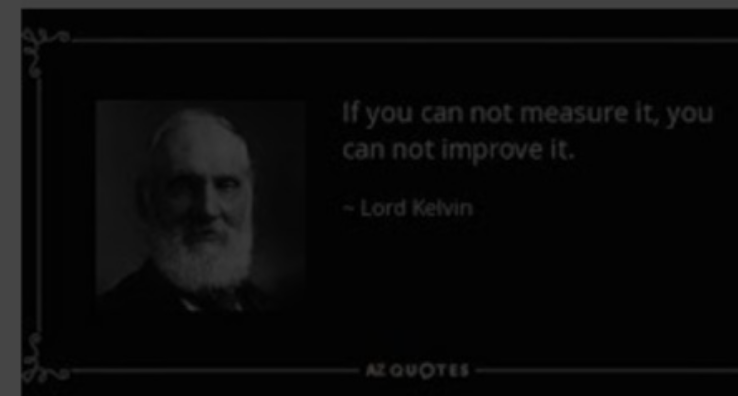 If you can not measure it, you
can not improve it.
~ Lord Kelvin
AZ QUOTES